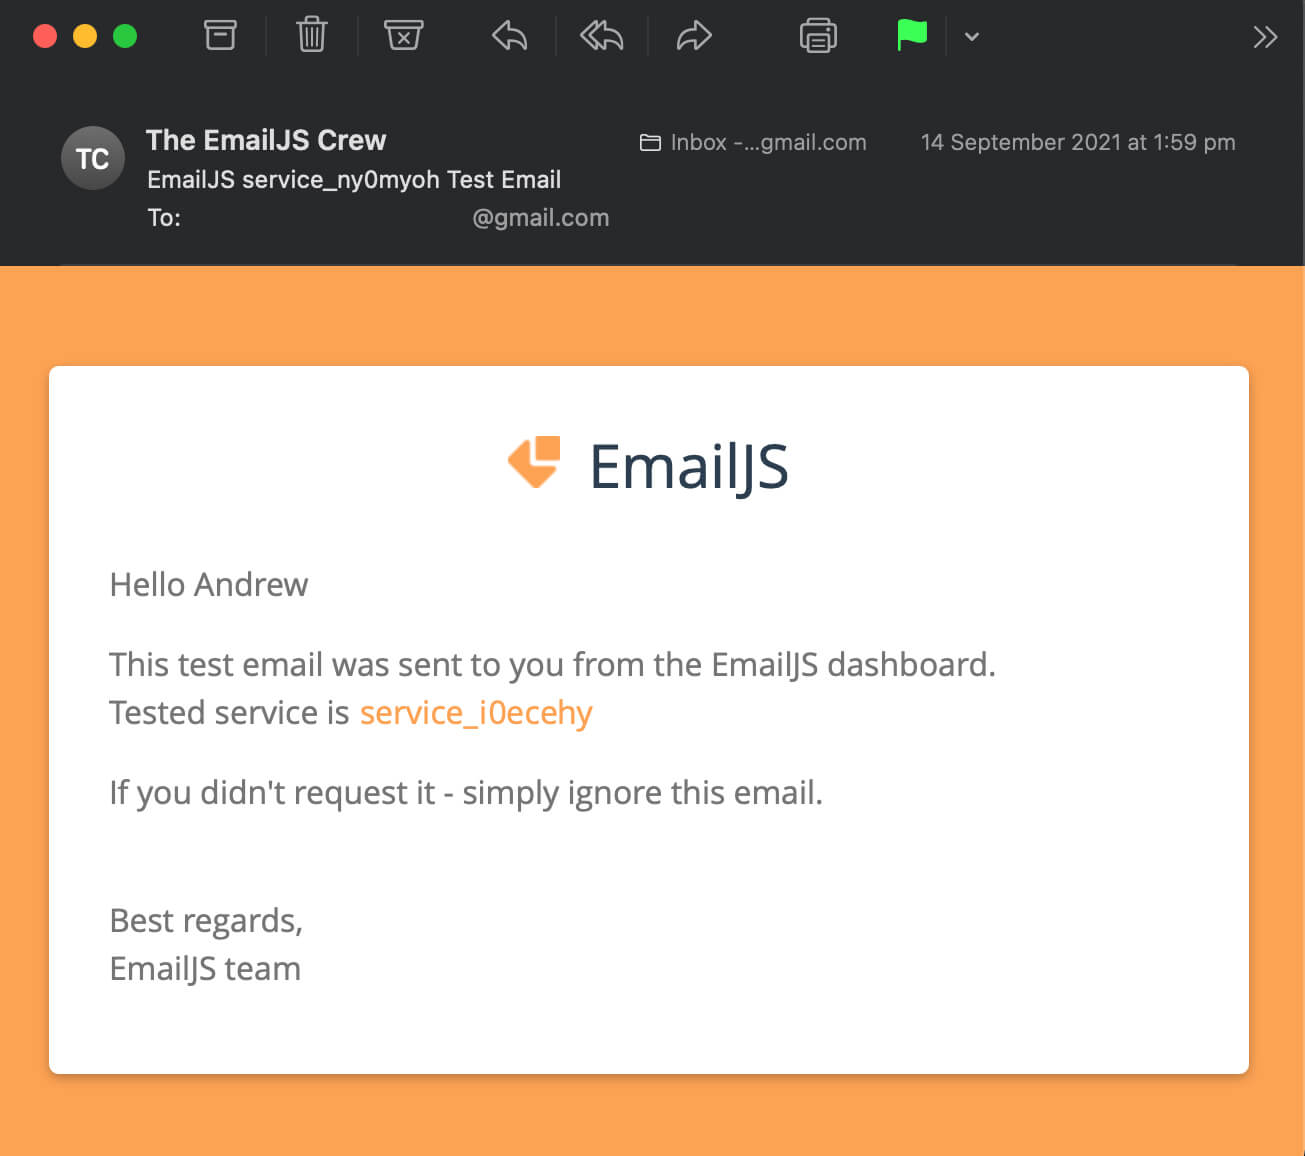 TC
The EmailJS Crew
Inbox -...gmail.com
14 September 2021 at 1:59 pm
EmailJS service_ny0myoh Test Email
To: @gmail.com
EmailJS
Hello Andrew
This test email was sent to you from the EmailJS dashboard.
Tested service is service_i0ecehy
If you didn't request it - simply ignore this email.
Best regards,
EmailJS team